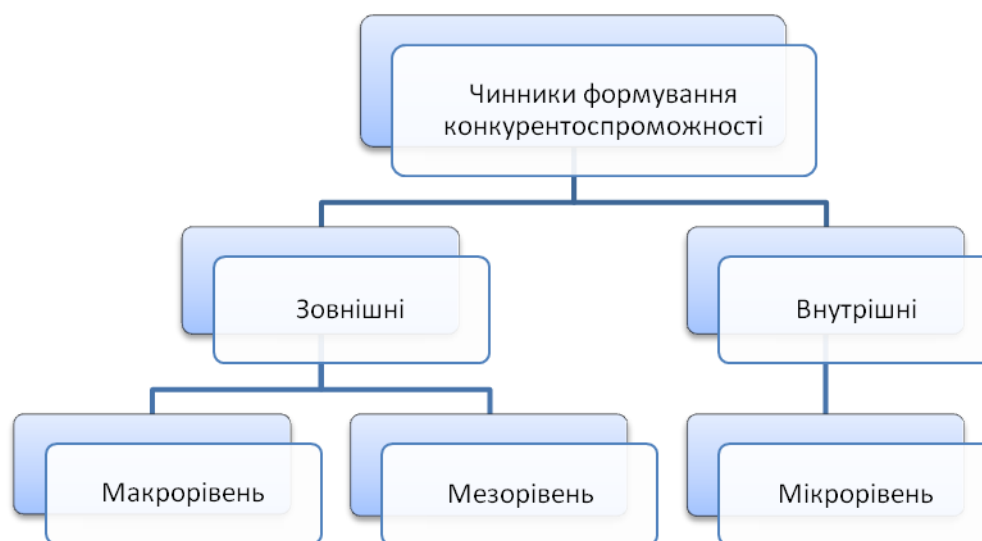 Чинники формування
конкурентоспроможності
Зовнішні
Внутрішні
Макрорівень
Мезорівень
Мікрорівень